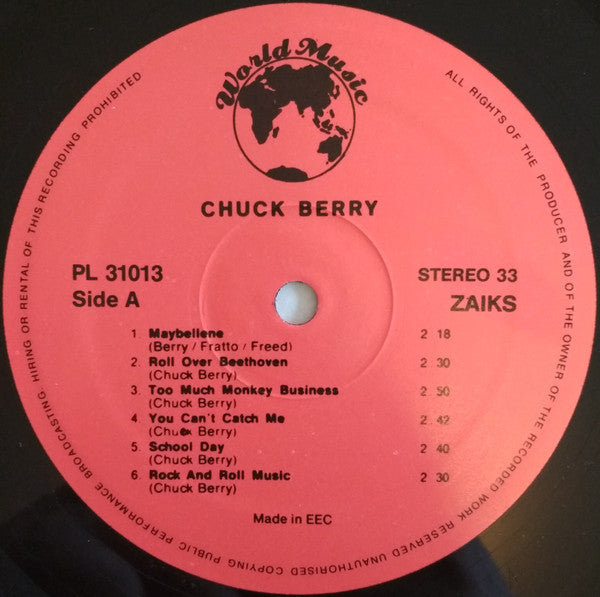 World Music
CHUCK BERRY
PL 31013
Side A
STEREO 33
ZAIKS
1. Maybellene 2 18
(Berry / Fratto / Freed)
2. Roll Over Beethoven 2 30
(Chuck Berry)
3. Too Much Monkey Business 2 50
(Chuck Berry)
4. You Can't Catch Me 2 42
(Chuck Berry)
5. School Day 2 40
(Chuck Berry)
6. Rock And Roll Music 2 30
(Chuck Berry)
Made in EEC
ALL RIGHTS OF THE PRODUCER AND OF THE OWNER OF THE RECORDED WORK RESERVED UNAUTHORISED COPYING PUBLIC PERFORMANCE BROADCASTING, HIRING OR RENTAL OF THIS RECORDING PROHIBITED